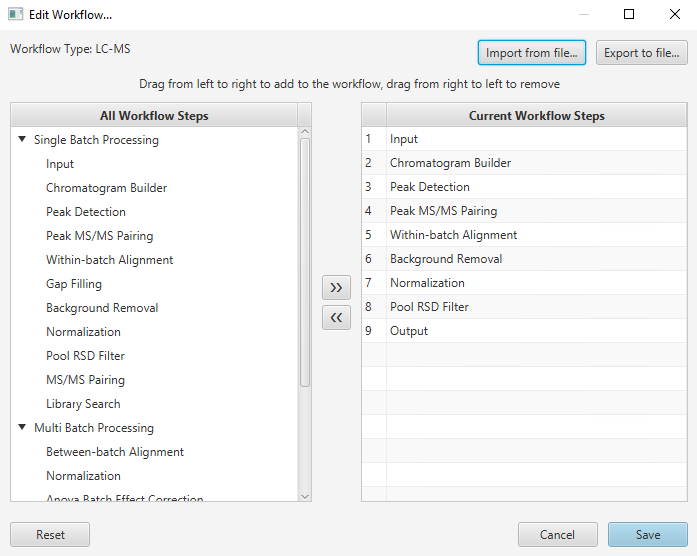 Edit Workflow...
Workflow Type: LC-MS
Import from file...
Export to file...
Drag from left to right to add to the workflow, drag from right to left to remove
All Workflow Steps
Single Batch Processing
Input
Chromatogram Builder
Peak Detection
Peak MS/MS Pairing
Within-batch Alignment
Gap Filling
Background Removal
Normalization
Pool RSD Filter
MS/MS Pairing
Library Search
Multi Batch Processing
Between-batch Alignment
Normalization
Anova Batch Effect Correction
>>
<<
Current Workflow Steps
1 Input
2 Chromatogram Builder
3 Peak Detection
4 Peak MS/MS Pairing
5 Within-batch Alignment
6 Background Removal
7 Normalization
8 Pool RSD Filter
9 Output
Reset
Cancel
Save